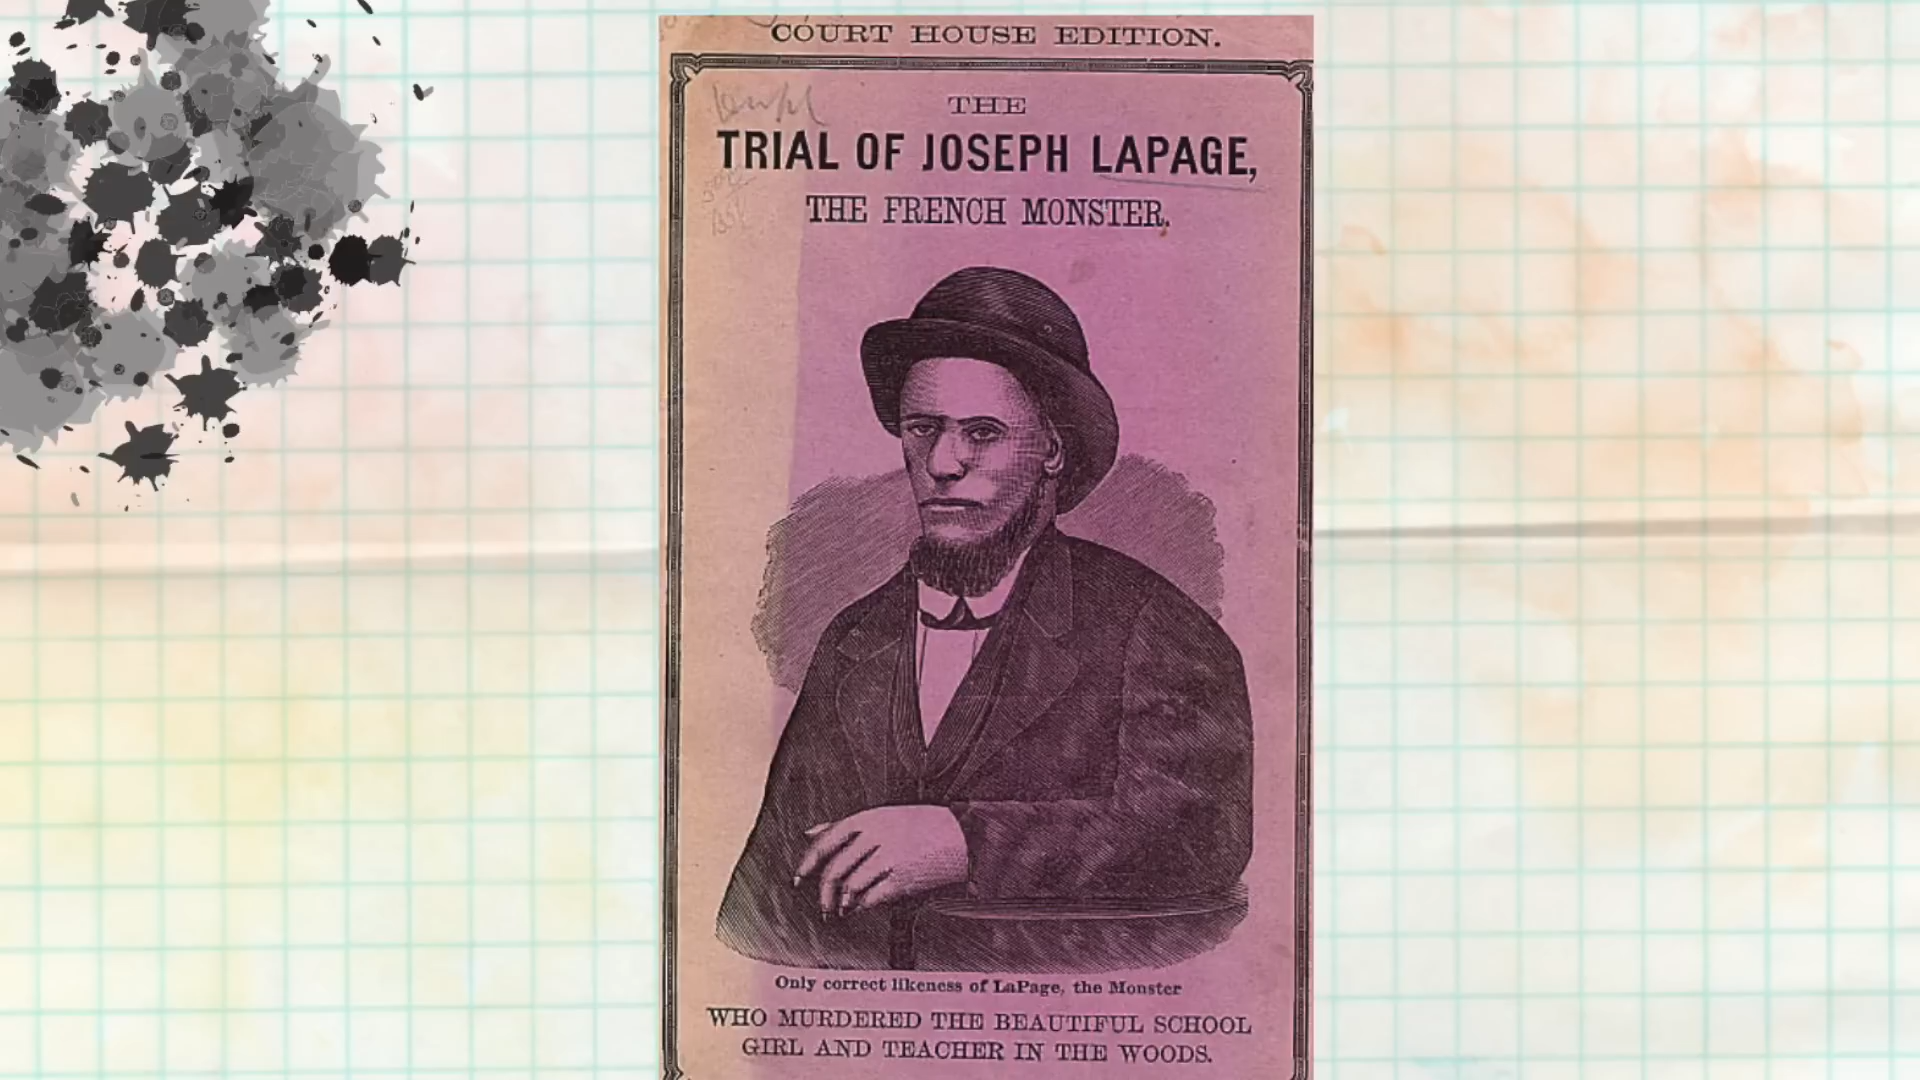 COURT HOUSE EDITION.
THE
TRIAL OF JOSEPH LAPAGE,
THE FRENCH MONSTER.
Only correct likeness of LaPage, the Monster
WHO MURDERED THE BEAUTIFUL SCHOOL
GIRL AND TEACHER IN THE WOODS.